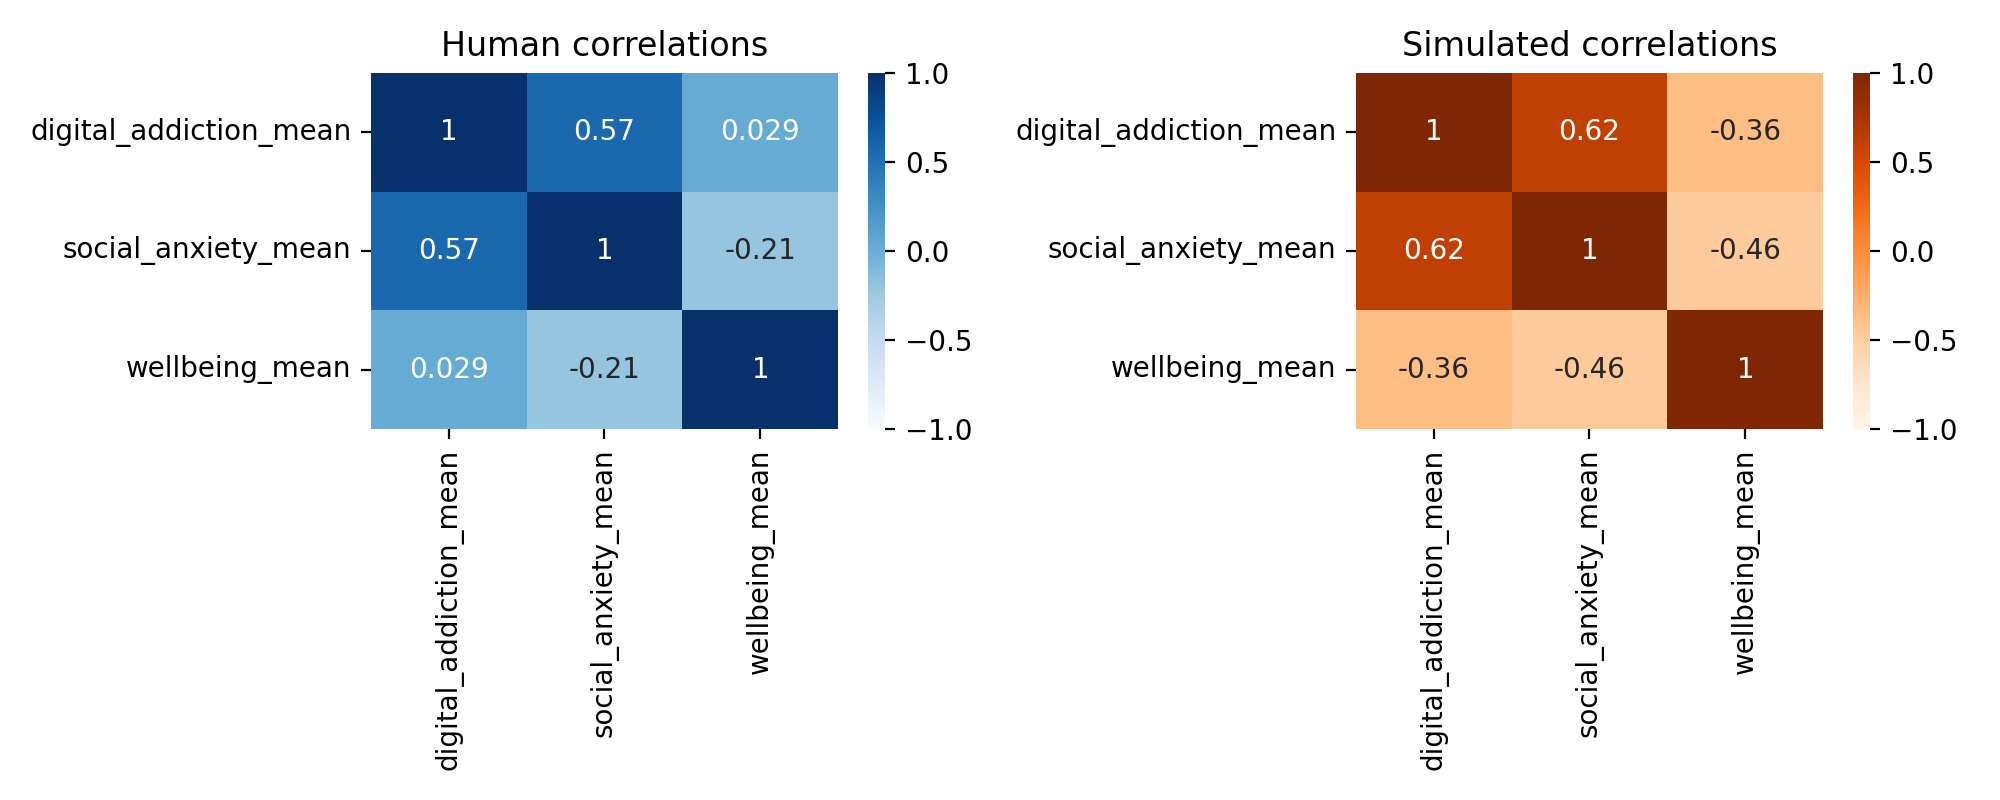 Human correlations
digital_addiction_mean
social_anxiety_mean
wellbeing_mean
1 0.57 0.029
0.57 1 -0.21
0.029 -0.21 1
digital_addiction_mean
social_anxiety_mean
wellbeing_mean
1.0
0.5
0.0
−0.5
−1.0
Simulated correlations
digital_addiction_mean
social_anxiety_mean
wellbeing_mean
1 0.62 -0.36
0.62 1 -0.46
-0.36 -0.46 1
digital_addiction_mean
social_anxiety_mean
wellbeing_mean
1.0
0.5
0.0
−0.5
−1.0